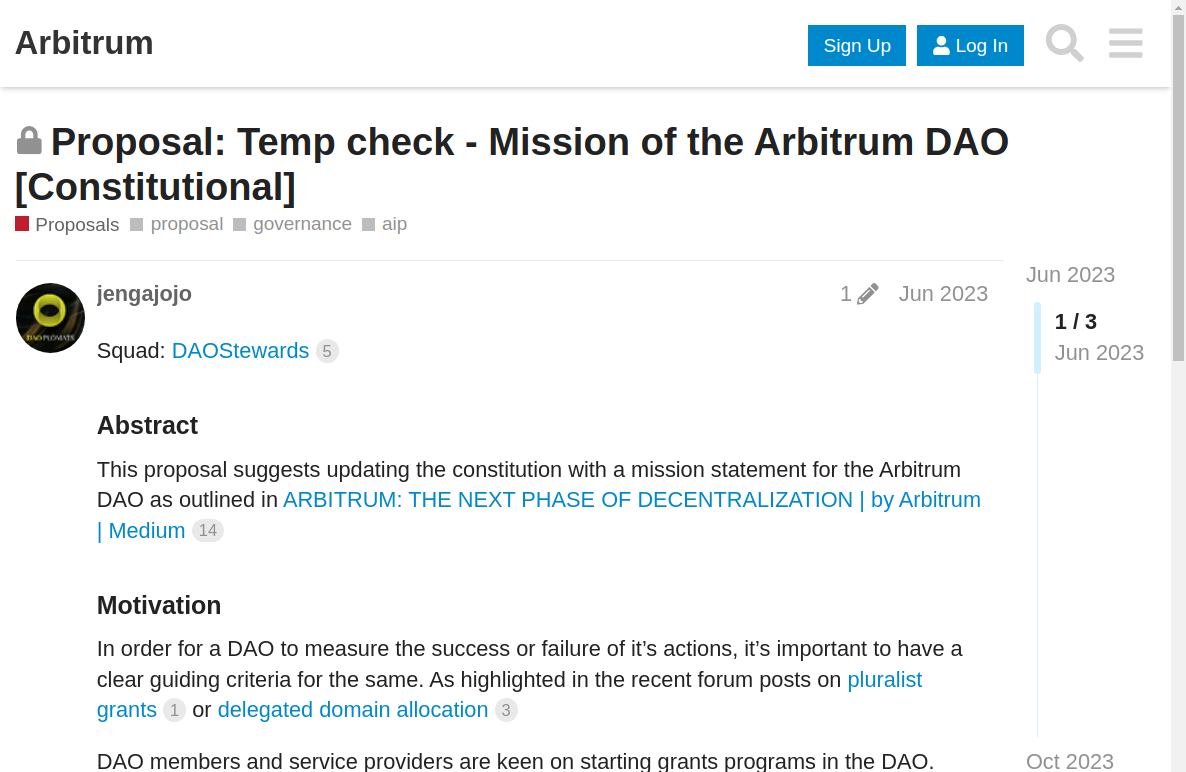 Arbitrum
Sign Up
Log In
Proposal: Temp check - Mission of the Arbitrum DAO
[Constitutional]
Proposals proposal governance aip
jengajojo
1
Jun 2023
Jun 2023
1 / 3
Jun 2023
DAO PLOMATS
Squad: DAOStewards 5
Abstract
This proposal suggests updating the constitution with a mission statement for the Arbitrum
DAO as outlined in ARBITRUM: THE NEXT PHASE OF DECENTRALIZATION | by Arbitrum
| Medium 14
Motivation
In order for a DAO to measure the success or failure of it’s actions, it’s important to have a
clear guiding criteria for the same. As highlighted in the recent forum posts on pluralist
grants 1 or delegated domain allocation 3
DAO members and service providers are keen on starting grants programs in the DAO.
Oct 2023